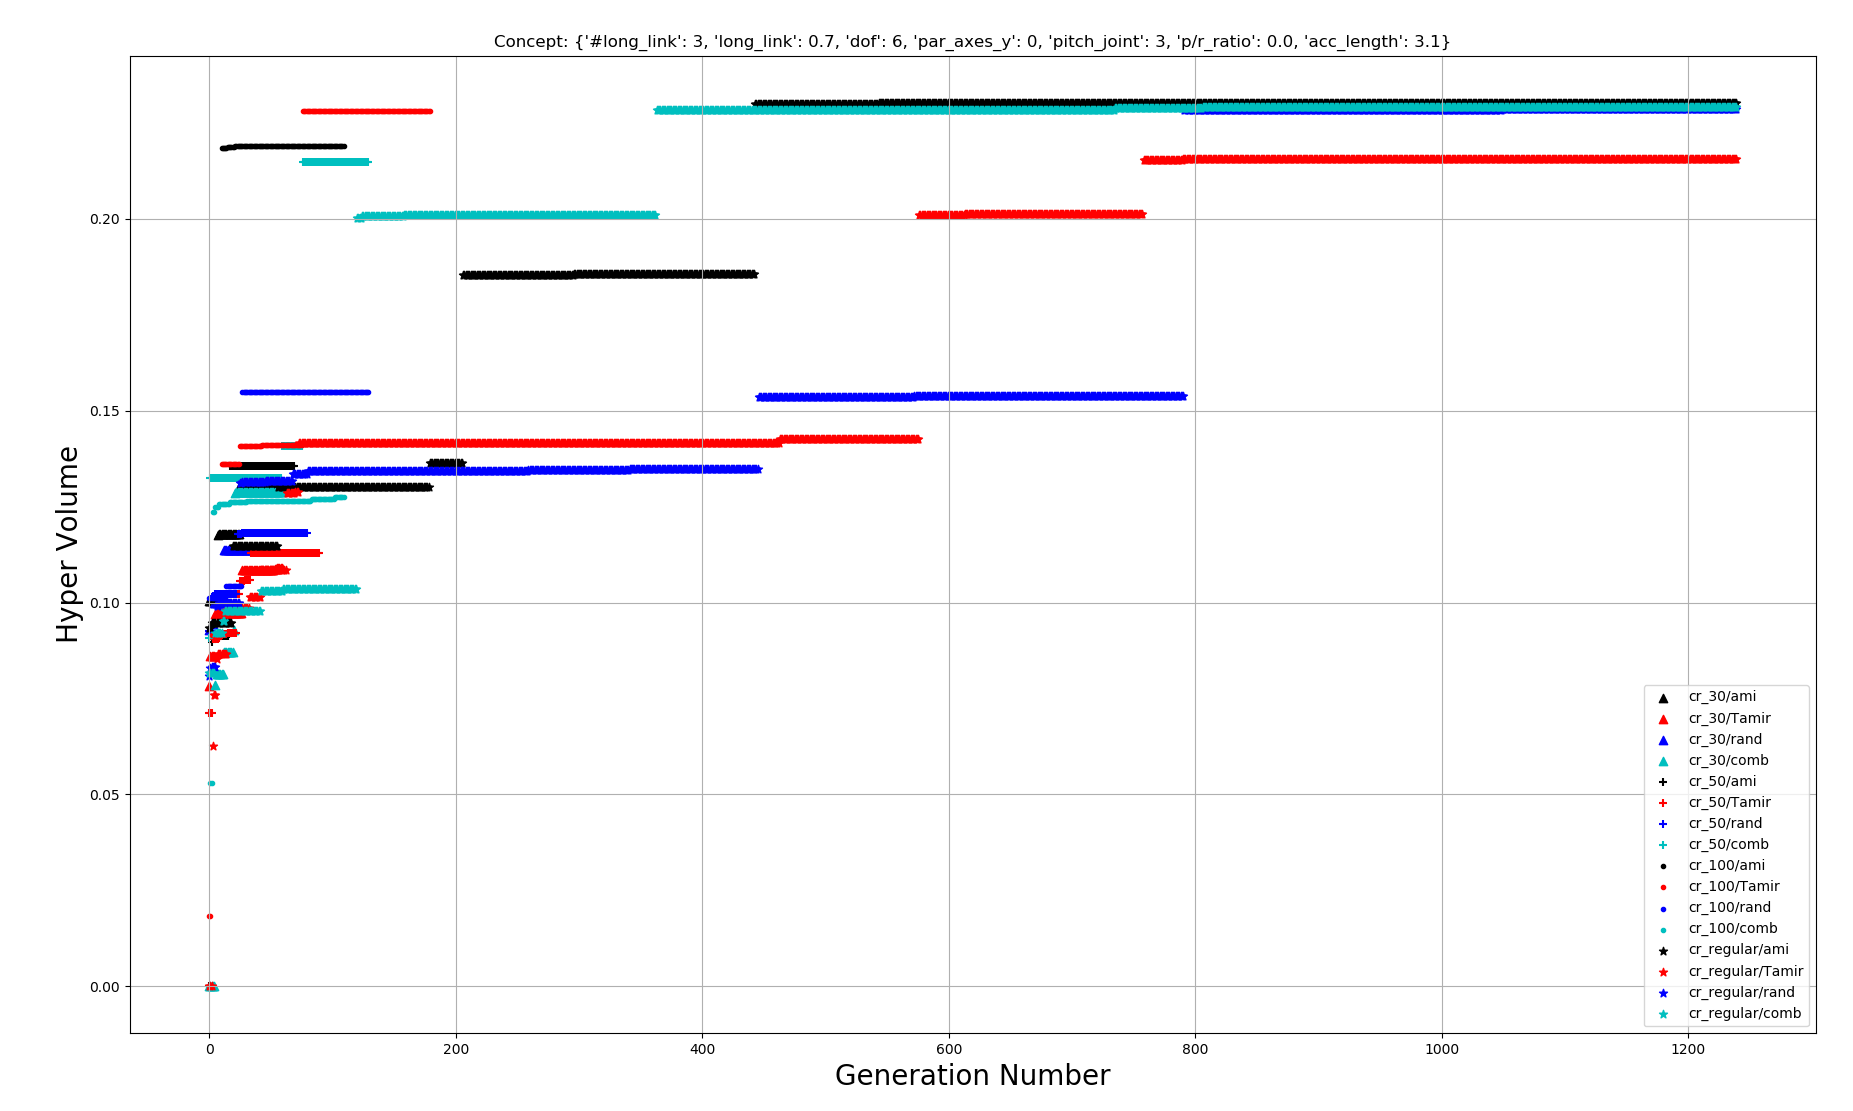 Concept: {'#long_link': 3, 'long_link': 0.7, 'dof': 6, 'par_axes_y': 0, 'pitch_joint': 3, 'p/r_ratio': 0.0, 'acc_length': 3.1}
Hyper Volume
0.20
0.15
0.10
0.05
0.00
0 200 400 600 800 1000 1200
Generation Number
cr_30/ami
cr_30/Tamir
cr_30/rand
cr_30/comb
cr_50/ami
cr_50/Tamir
cr_50/rand
cr_50/comb
cr_100/ami
cr_100/Tamir
cr_100/rand
cr_100/comb
cr_regular/ami
cr_regular/Tamir
cr_regular/rand
cr_regular/comb